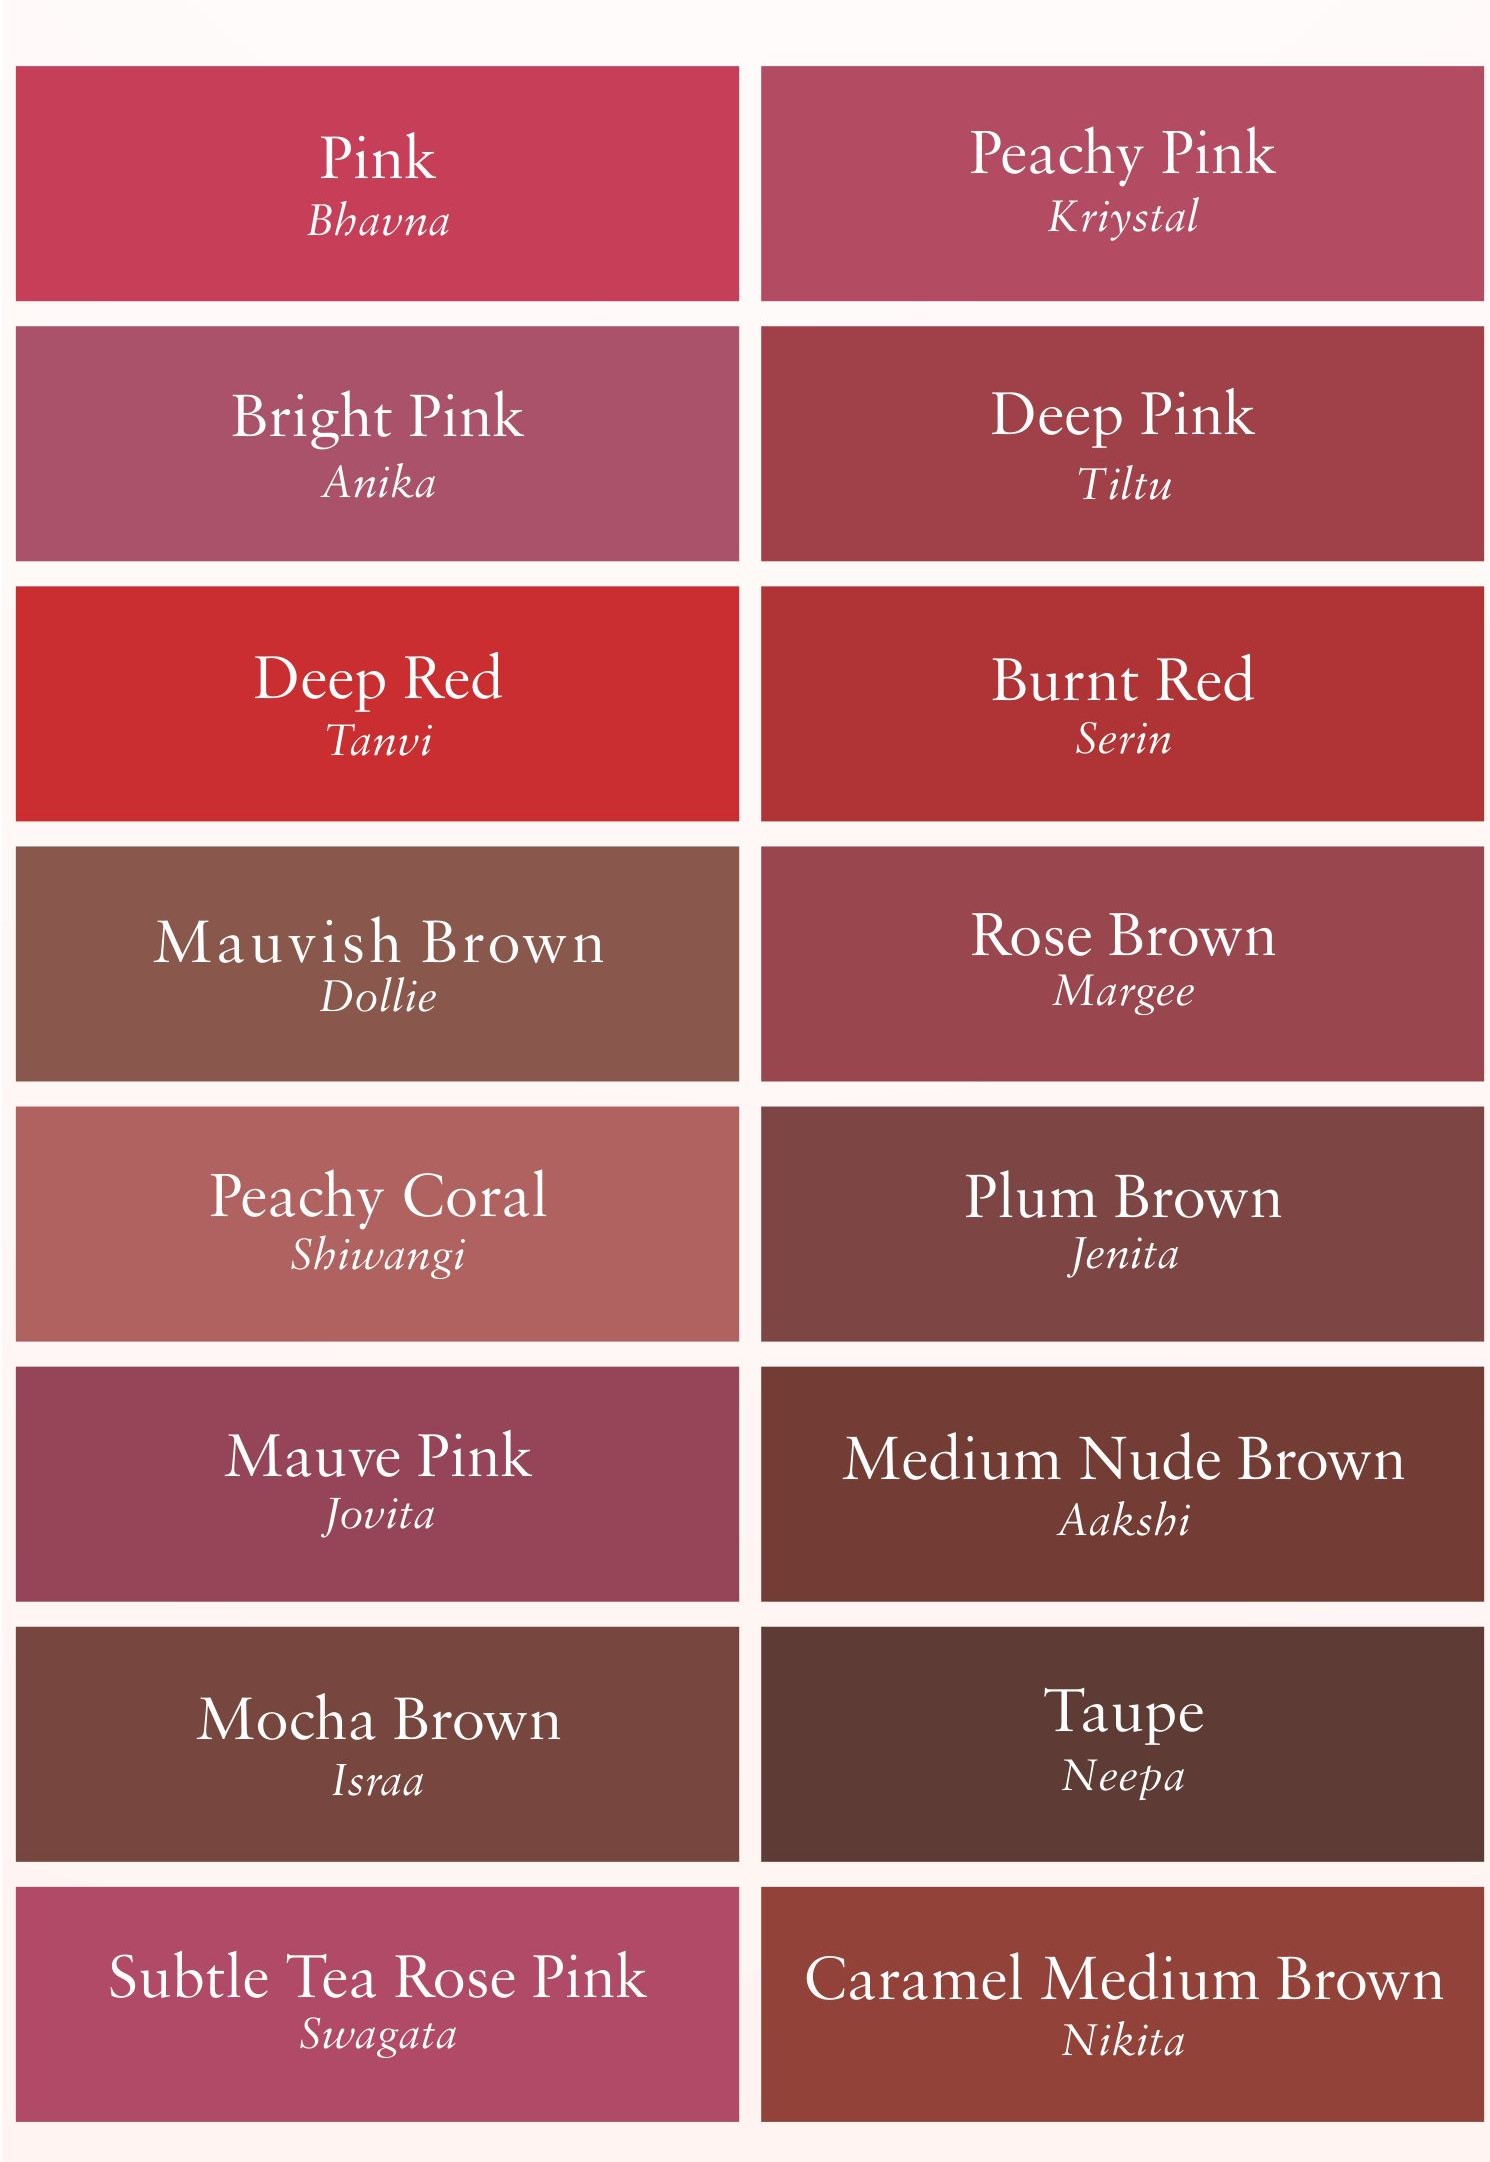 Pink
Bhavna
Peachy Pink
Kriystal
Bright Pink
Anika
Deep Pink
Tiltu
Deep Red
Tanvi
Burnt Red
Serin
Mauvish Brown
Dollie
Rose Brown
Margee
Peachy Coral
Shiwangi
Plum Brown
Jenita
Mauve Pink
Jovita
Medium Nude Brown
Aakshi
Mocha Brown
Israa
Taupe
Neepa
Subtle Tea Rose Pink
Swagata
Caramel Medium Brown
Nikita